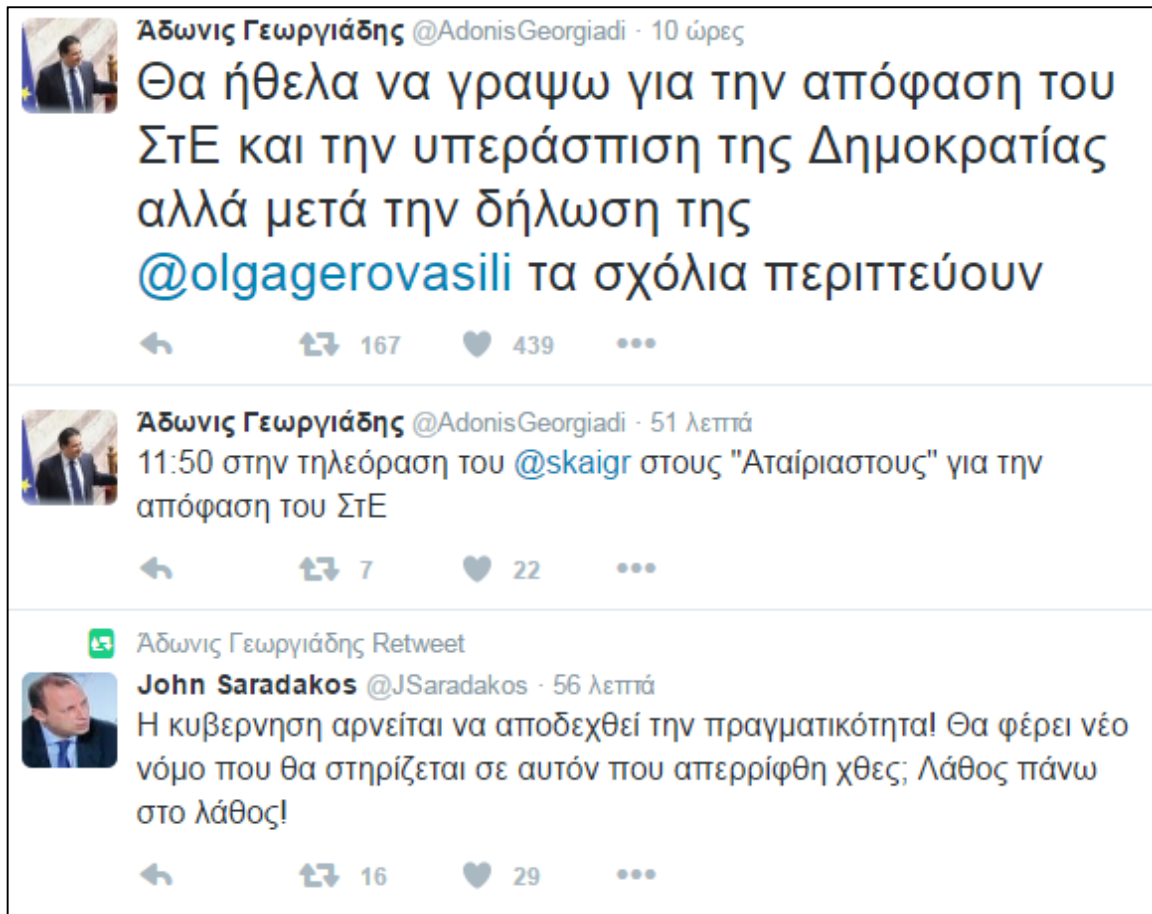 Άδωνις Γεωργιάδης @AdonisGeorgiadi · 10 ώρες
Θα ήθελα να γραψω για την απόφαση του
ΣτΕ και την υπεράσπιση της Δημοκρατίας
αλλά μετά την δήλωση της
@olgagerovasili τα σχόλια περιττεύουν
167 439
Άδωνις Γεωργιάδης @AdonisGeorgiadi · 51 λεπτά
11:50 στην τηλεόραση του @skaigr στους "Αταίριαστους" για την
απόφαση του ΣτΕ
7 22
Άδωνις Γεωργιάδης Retweet
John Saradakos @JSaradakos · 56 λεπτά
Η κυβερνηση αρνείται να αποδεχθεί την πραγματικότητα! Θα φέρει νέο
νόμο που θα στηρίζεται σε αυτόν που απερρίφθη χθες; Λάθος πάνω
στο λάθος!
16 29